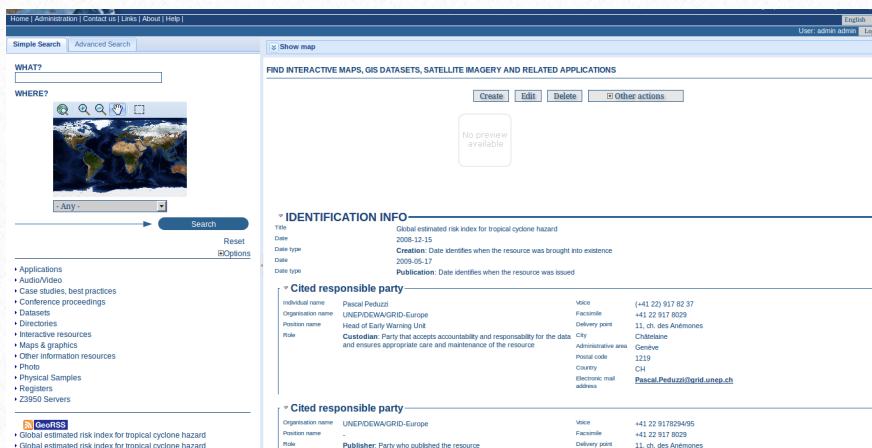 Home | Administration | Contact us | Links | About | Help |
English
User: admin admin
Simple Search
Advanced Search
Show map
WHAT?
WHERE?
- Any -
Search
Reset
Options
Applications
Audio/Video
Case studies, best practices
Conference proceedings
Datasets
Directories
Interactive resources
Maps & graphics
Other information resources
Photo
Physical Samples
Registers
Z3950 Servers
GeoRSS
Global estimated risk index for tropical cyclone hazard
Global estimated risk index for tropical cyclone hazard
FIND INTERACTIVE MAPS, GIS DATASETS, SATELLITE IMAGERY AND RELATED APPLICATIONS
Create Edit Delete Other actions
No preview
available
IDENTIFICATION INFO
Title Global estimated risk index for tropical cyclone hazard
Date 2008-12-15
Date type Creation: Date identifies when the resource was brought into existence
Date 2009-05-17
Date type Publication: Date identifies when the resource was issued
Cited responsible party
Individual name Pascal Peduzzi
Organisation name UNEP/DEWA/GRID-Europe
Position name Head of Early Warning Unit
Role Custodian: Party that accepts accountability and responsability for the data
and ensures appropriate care and maintenance of the resource
Voice (+41 22) 917 82 37
Facsimile +41 22 917 8029
Delivery point 11, ch. des Anémones
City Châtelaine
Administrative area Genève
Postal code 1219
Country CH
Electronic mail
address Pascal.Peduzzi@grid.unep.ch
Cited responsible party
Organisation name UNEP/DEWA/GRID-Europe
Position name -
Role Publisher: Party who published the resource
Voice +41 22 9178294/95
Facsimile +41 22 917 8029
Delivery point 11, ch. des Anémones